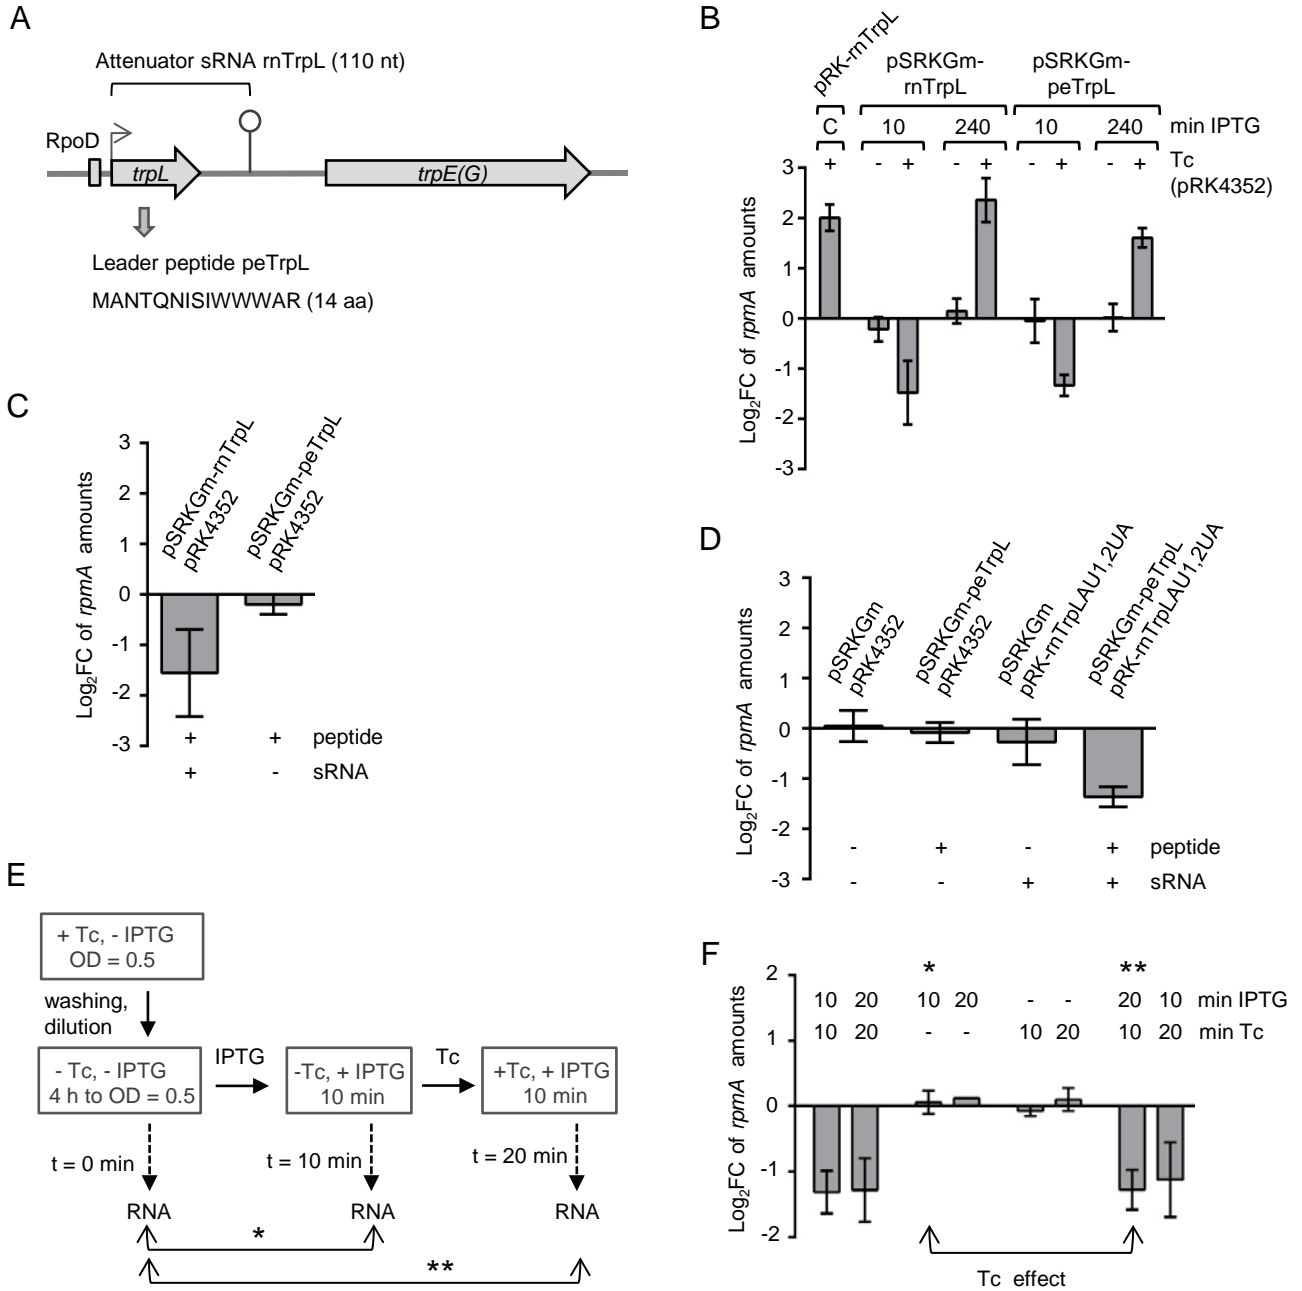 A
Attenuator sRNA rnTrpL (110 nt)
RpoD
trpL
trpE(G)
Leader peptide peTrpL
MANTQNISIWWWAR (14 aa)
B
pRK-rnTrpL
pSRKGm-
rnTrpL
pSRKGm-
peTrpL
C 10 240 10 240 min IPTG
+ - + - + - + - + Tc
(pRK4352)
Log2FC of rpmA amounts
3
2
1
0
-1
-2
-3
C
pSRKGm-rnTrpL
pRK4352
pSRKGm-peTrpL
pRK4352
Log2FC of rpmA amounts
3
2
1
0
-1
-2
-3
+ + peptide
+ - sRNA
D
pSRKGm
pRK4352
pSRKGm-peTrpL
pRK4352
pSRKGm
pRK-rnTrpLAU1,2UA
pSRKGm-peTrpL
pRK-rnTrpLAU1,2UA
Log2FC of rpmA amounts
3
2
1
0
-1
-2
-3
- + - + peptide
- - + + sRNA
E
+ Tc, - IPTG
OD = 0.5
washing,
dilution
- Tc, - IPTG
4 h to OD = 0.5
IPTG
-Tc, + IPTG
10 min
Tc
+Tc, + IPTG
10 min
t = 0 min
t = 10 min
t = 20 min
RNA RNA RNA
*
**
F
* **
10 20 10 20 - - 20 10 min IPTG
10 20 - - 10 20 10 20 min Tc
Log2FC of rpmA amounts
2
1
0
-1
-2
Tc effect